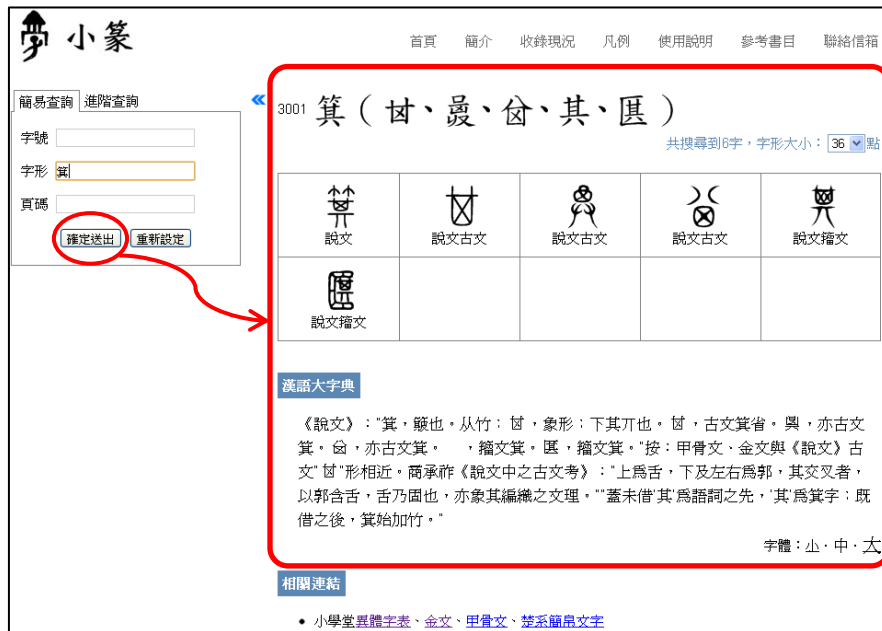 小篆
首頁 簡介 收錄現況 凡例 使用說明 參考書目 聯絡信箱
簡易查詢 進階查詢
字號
字形 箕
頁碼
確定送出 重新設定
«
3001 箕（𠀠、𠔋、㕣、其、匩）
共搜尋到6字，字形大小： 36 點
說文 說文古文 說文古文 說文古文 說文籀文
說文籀文
漢語大字典
《說文》："箕，簸也。从竹；𠀠，象形；下其丌也。𠀠，古文箕省。，亦古文
箕。，亦古文箕。 ，籀文箕。，籀文箕。"按：甲骨文、金文與《說文》古
文"𠀠"形相近。商承祚《說文中之古文考》："上爲舌，下及左右爲郭，其交叉者，
以郭含舌，舌乃固也，亦象其編織之文理。""蓋未借'其'爲語詞之先，'其'爲箕字；既
借之後，箕始加竹。"
字體：小．中．大
相關連結
• 小學堂異體字表、金文、甲骨文、楚系簡帛文字